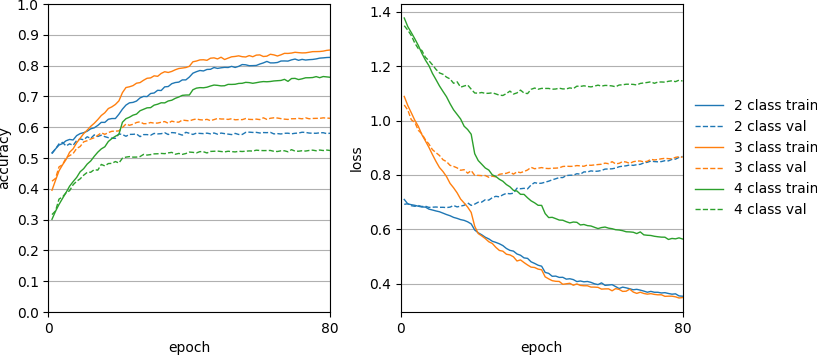 1.0
0.9
0.8
0.7
0.6
0.5
0.4
0.3
0.2
0.1
0.0
accuracy
0
80
epoch
1.4
1.2
1.0
0.8
0.6
0.4
loss
0
80
epoch
2 class train
2 class val
3 class train
3 class val
4 class train
4 class val